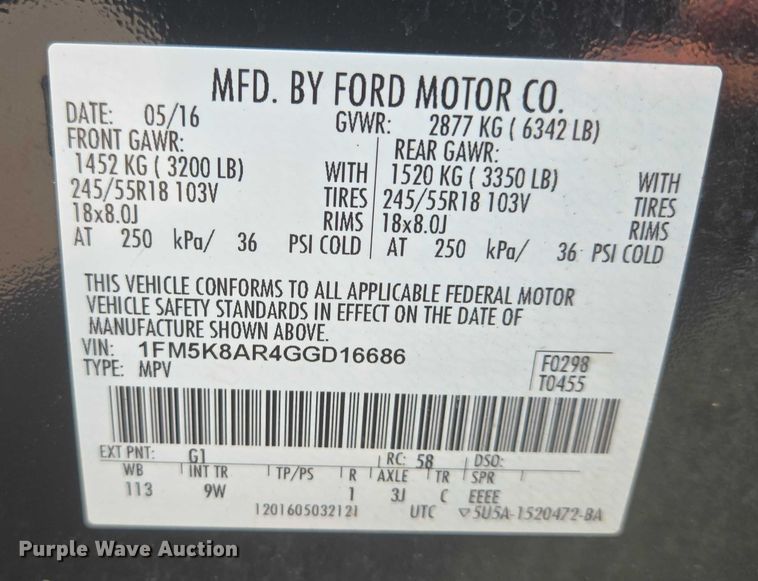 MFD. BY FORD MOTOR CO.
DATE: 05/16 GVWR: 2877 KG ( 6342 LB)
FRONT GAWR: REAR GAWR:
1452 KG ( 3200 LB) WITH 1520 KG ( 3350 LB) WITH
245/55R18 103V TIRES 245/55R18 103V TIRES
18x8.0J RIMS 18x8.0J RIMS
AT 250 kPa/ 36 PSI COLD AT 250 kPa/ 36 PSI COLD
THIS VEHICLE CONFORMS TO ALL APPLICABLE FEDERAL MOTOR
VEHICLE SAFETY STANDARDS IN EFFECT ON THE DATE OF
MANUFACTURE SHOWN ABOVE.
VIN: 1FM5K8AR4GGD16686 F0298
TYPE: MPV T0455
EXT PNT: G1 RC: 58 DSO:
WB INT TR TP/PS R AXLE TR SPR
113 9W 1 3J C EEEE
UTC ▽5U5A-1520472-BA
Purple Wave Auction